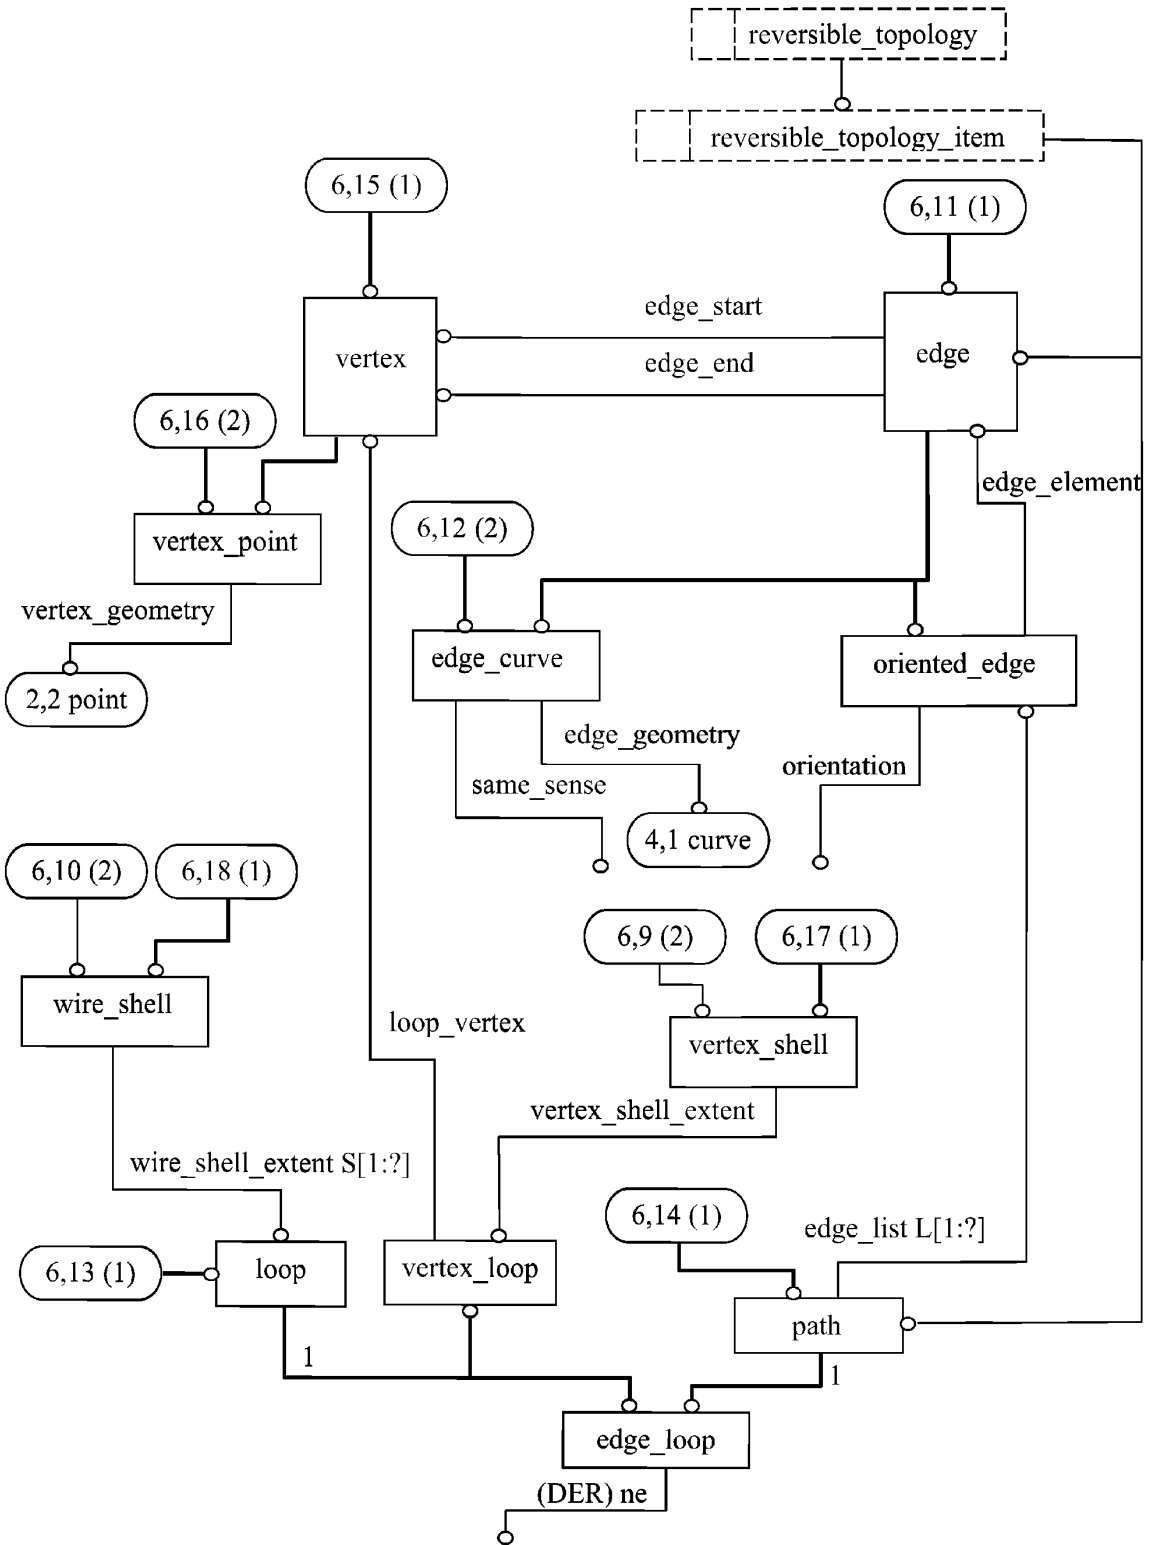 reversible_topology
reversible_topology_item
6,15 (1)
6,11 (1)
edge_start
vertex
edge
edge_end
6,16 (2)
edge_element
6,12 (2)
vertex_point
vertex_geometry
edge_curve
oriented_edge
2,2 point
edge_geometry
orientation
same_sense
4,1 curve
6,10 (2)
6,18 (1)
6,9 (2)
6,17 (1)
wire_shell
loop_vertex
vertex_shell
vertex_shell_extent
wire_shell_extent S[1:?]
6,14 (1)
edge_list L[1:?]
6,13 (1)
loop
vertex_loop
path
1
1
edge_loop
(DER) ne